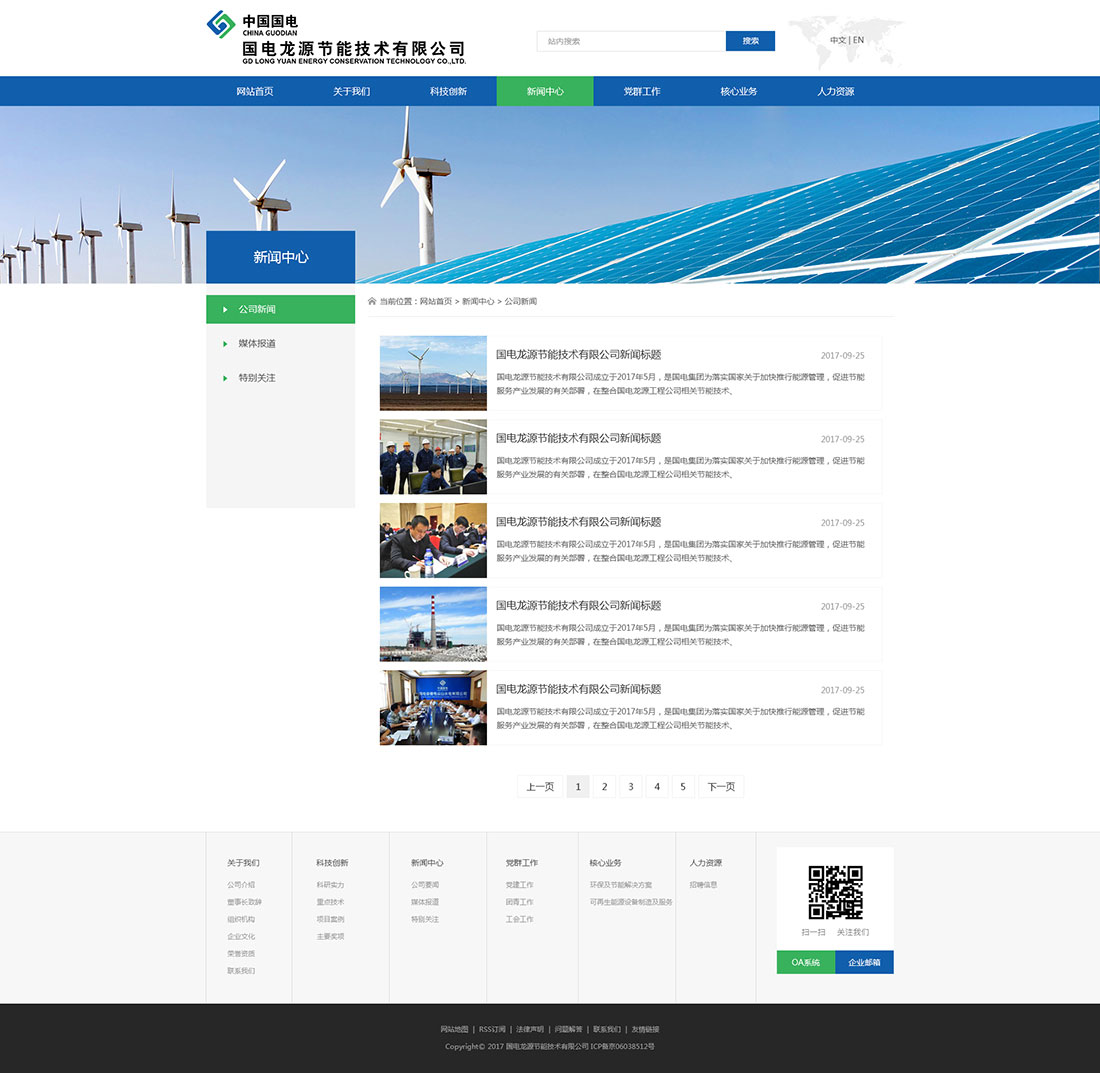 中国国电
CHINA GUODIAN
国电龙源节能技术有限公司
GD LONG YUAN ENERGY CONSERVATION TECHNOLOGY CO.,LTD.
站内搜索
搜索
中文 | EN
网站首页 关于我们 科技创新 新闻中心 党群工作 核心业务 人力资源
新闻中心
公司新闻
媒体报道
特别关注
当前位置：网站首页 > 新闻中心 > 公司新闻
国电龙源节能技术有限公司新闻标题 2017-09-25
国电龙源节能技术有限公司成立于2017年5月，是国电集团为落实国家关于加快推行能源管理，促进节能
服务产业发展的有关部署，在整合国电龙源工程公司相关节能技术。
国电龙源节能技术有限公司新闻标题 2017-09-25
国电龙源节能技术有限公司成立于2017年5月，是国电集团为落实国家关于加快推行能源管理，促进节能
服务产业发展的有关部署，在整合国电龙源工程公司相关节能技术。
国电龙源节能技术有限公司新闻标题 2017-09-25
国电龙源节能技术有限公司成立于2017年5月，是国电集团为落实国家关于加快推行能源管理，促进节能
服务产业发展的有关部署，在整合国电龙源工程公司相关节能技术。
国电龙源节能技术有限公司新闻标题 2017-09-25
国电龙源节能技术有限公司成立于2017年5月，是国电集团为落实国家关于加快推行能源管理，促进节能
服务产业发展的有关部署，在整合国电龙源工程公司相关节能技术。
国电龙源节能技术有限公司新闻标题 2017-09-25
国电龙源节能技术有限公司成立于2017年5月，是国电集团为落实国家关于加快推行能源管理，促进节能
服务产业发展的有关部署，在整合国电龙源工程公司相关节能技术。
上一页 1 2 3 4 5 下一页
关于我们
公司介绍
董事长致辞
组织机构
企业文化
荣誉资质
联系我们
科技创新
科研实力
重点技术
项目案例
主要奖项
新闻中心
公司要闻
媒体报道
特别关注
党群工作
党建工作
团青工作
工会工作
核心业务
环保及节能解决方案
可再生能源设备制造及服务
人力资源
招聘信息
扫一扫 关注我们
OA系统 企业邮箱
网站地图 | RSS订阅 | 法律声明 | 问题解答 | 联系我们 | 友情链接
Copyright© 2017 国电龙源节能技术有限公司 ICP备京06038512号